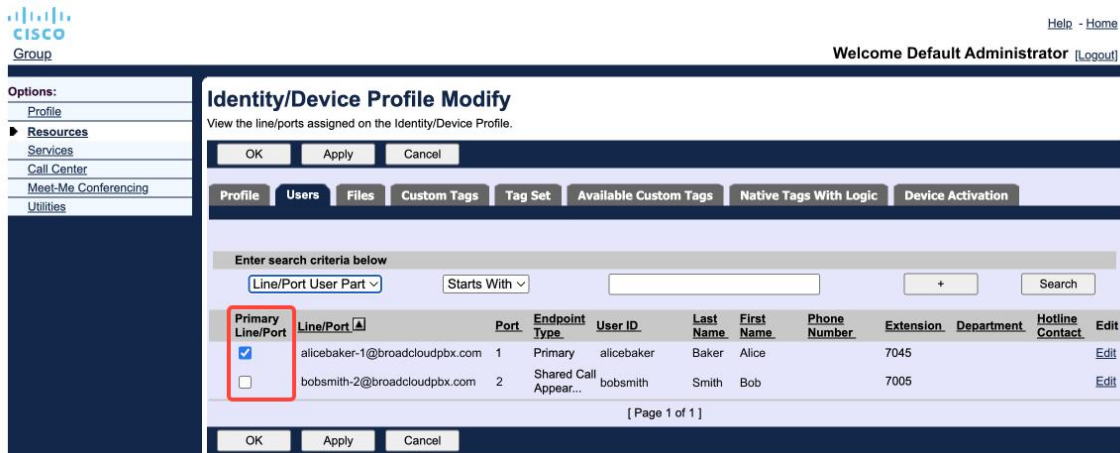 CISCO
Help - Home
Group
Welcome Default Administrator [Logout]
Options:
Profile
Resources
Services
Call Center
Meet-Me Conferencing
Utilities
Identity/Device Profile Modify
View the line/ports assigned on the Identity/Device Profile.
OK Apply Cancel
Profile Users Files Custom Tags Tag Set Available Custom Tags Native Tags With Logic Device Activation
Enter search criteria below
Line/Port User Part Starts With + Search
Primary Line/Port Line/Port Port Endpoint Type User ID Last Name First Name Phone Number Extension Department Hotline Contact Edit
alicebaker-1@broadcloudpbx.com 1 Primary alicebaker Baker Alice 7045 Edit
bobsmith-2@broadcloudpbx.com 2 Shared Call Appear... bobsmith Smith Bob 7005 Edit
[ Page 1 of 1 ]
OK Apply Cancel